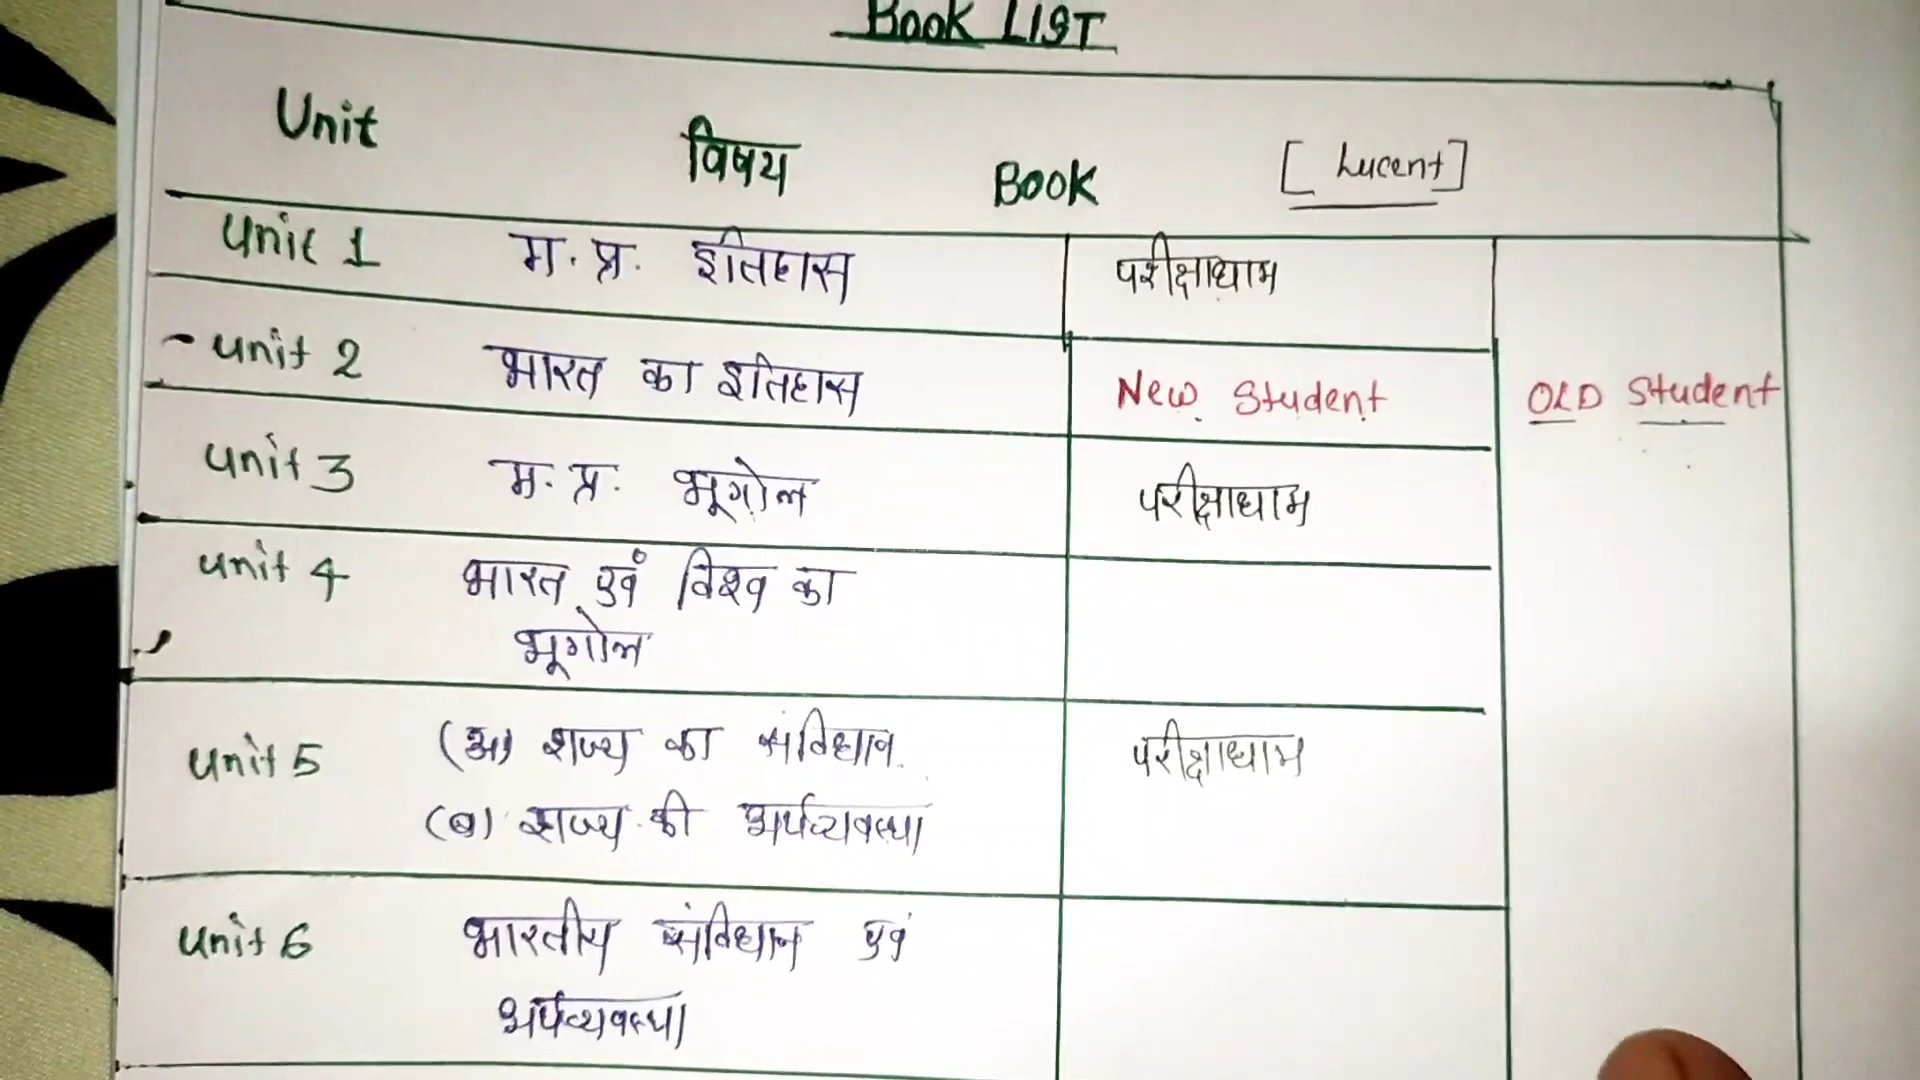 BOOK LIST
Unit विषय BOOK [Lucent]
Unit 1 म. प्र. इतिहास परीक्षाधाम
- unit 2 भारत का इतिहास New Student OLD Student
unit 3 म. प्र. भूगोल परीक्षाधाम
unit 4 भारत एवं विश्व का
भूगोल
unit 5 (अ) राज्य का संविधान परीक्षाधाम
(ब) राज्य की अर्थव्यवस्था
unit 6 भारतीय संविधान एवं
अर्थव्यवस्था